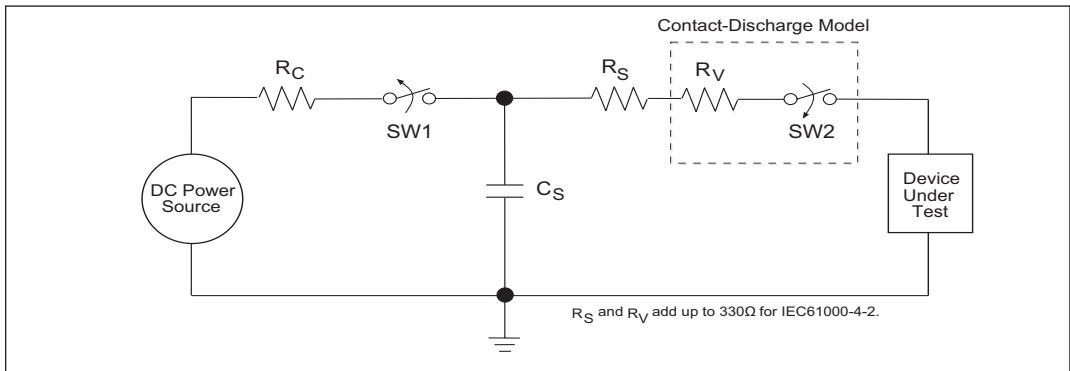 Contact-Discharge Model
RC
RS
RV
SW1
SW2
DC Power
Source
CS
Device
Under
Test
RS and RV add up to 330Ω for IEC61000-4-2.